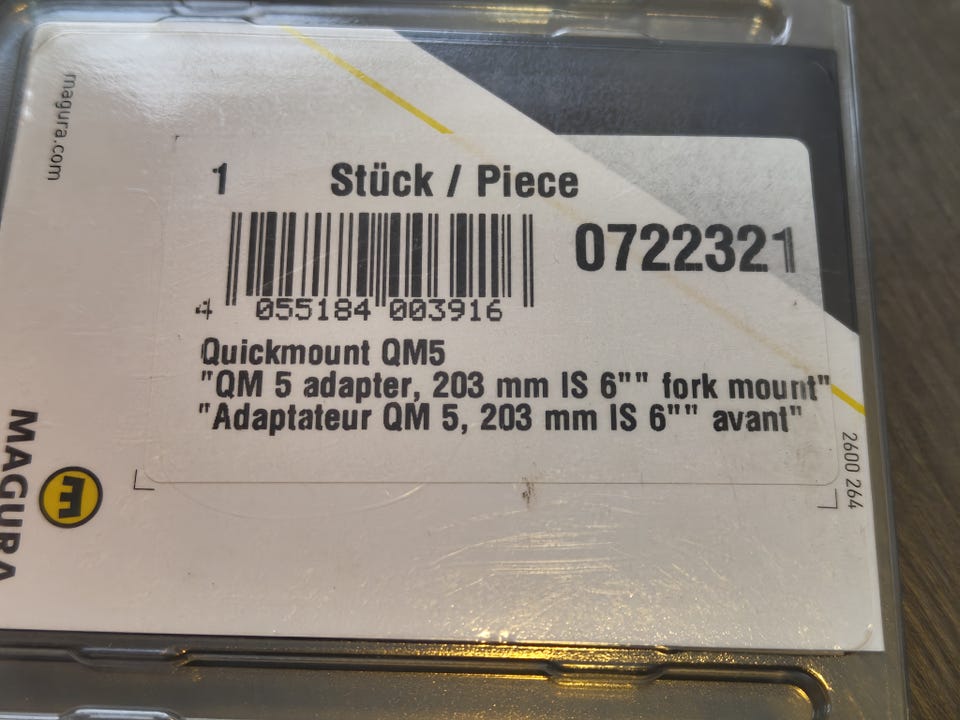 magura.com
1 Stück / Piece
0722321
4 055184 003916
Quickmount QM5
"QM 5 adapter, 203 mm IS 6"" fork mount"
"Adaptateur QM 5, 203 mm IS 6"" avant"
2600 264
MAGURA